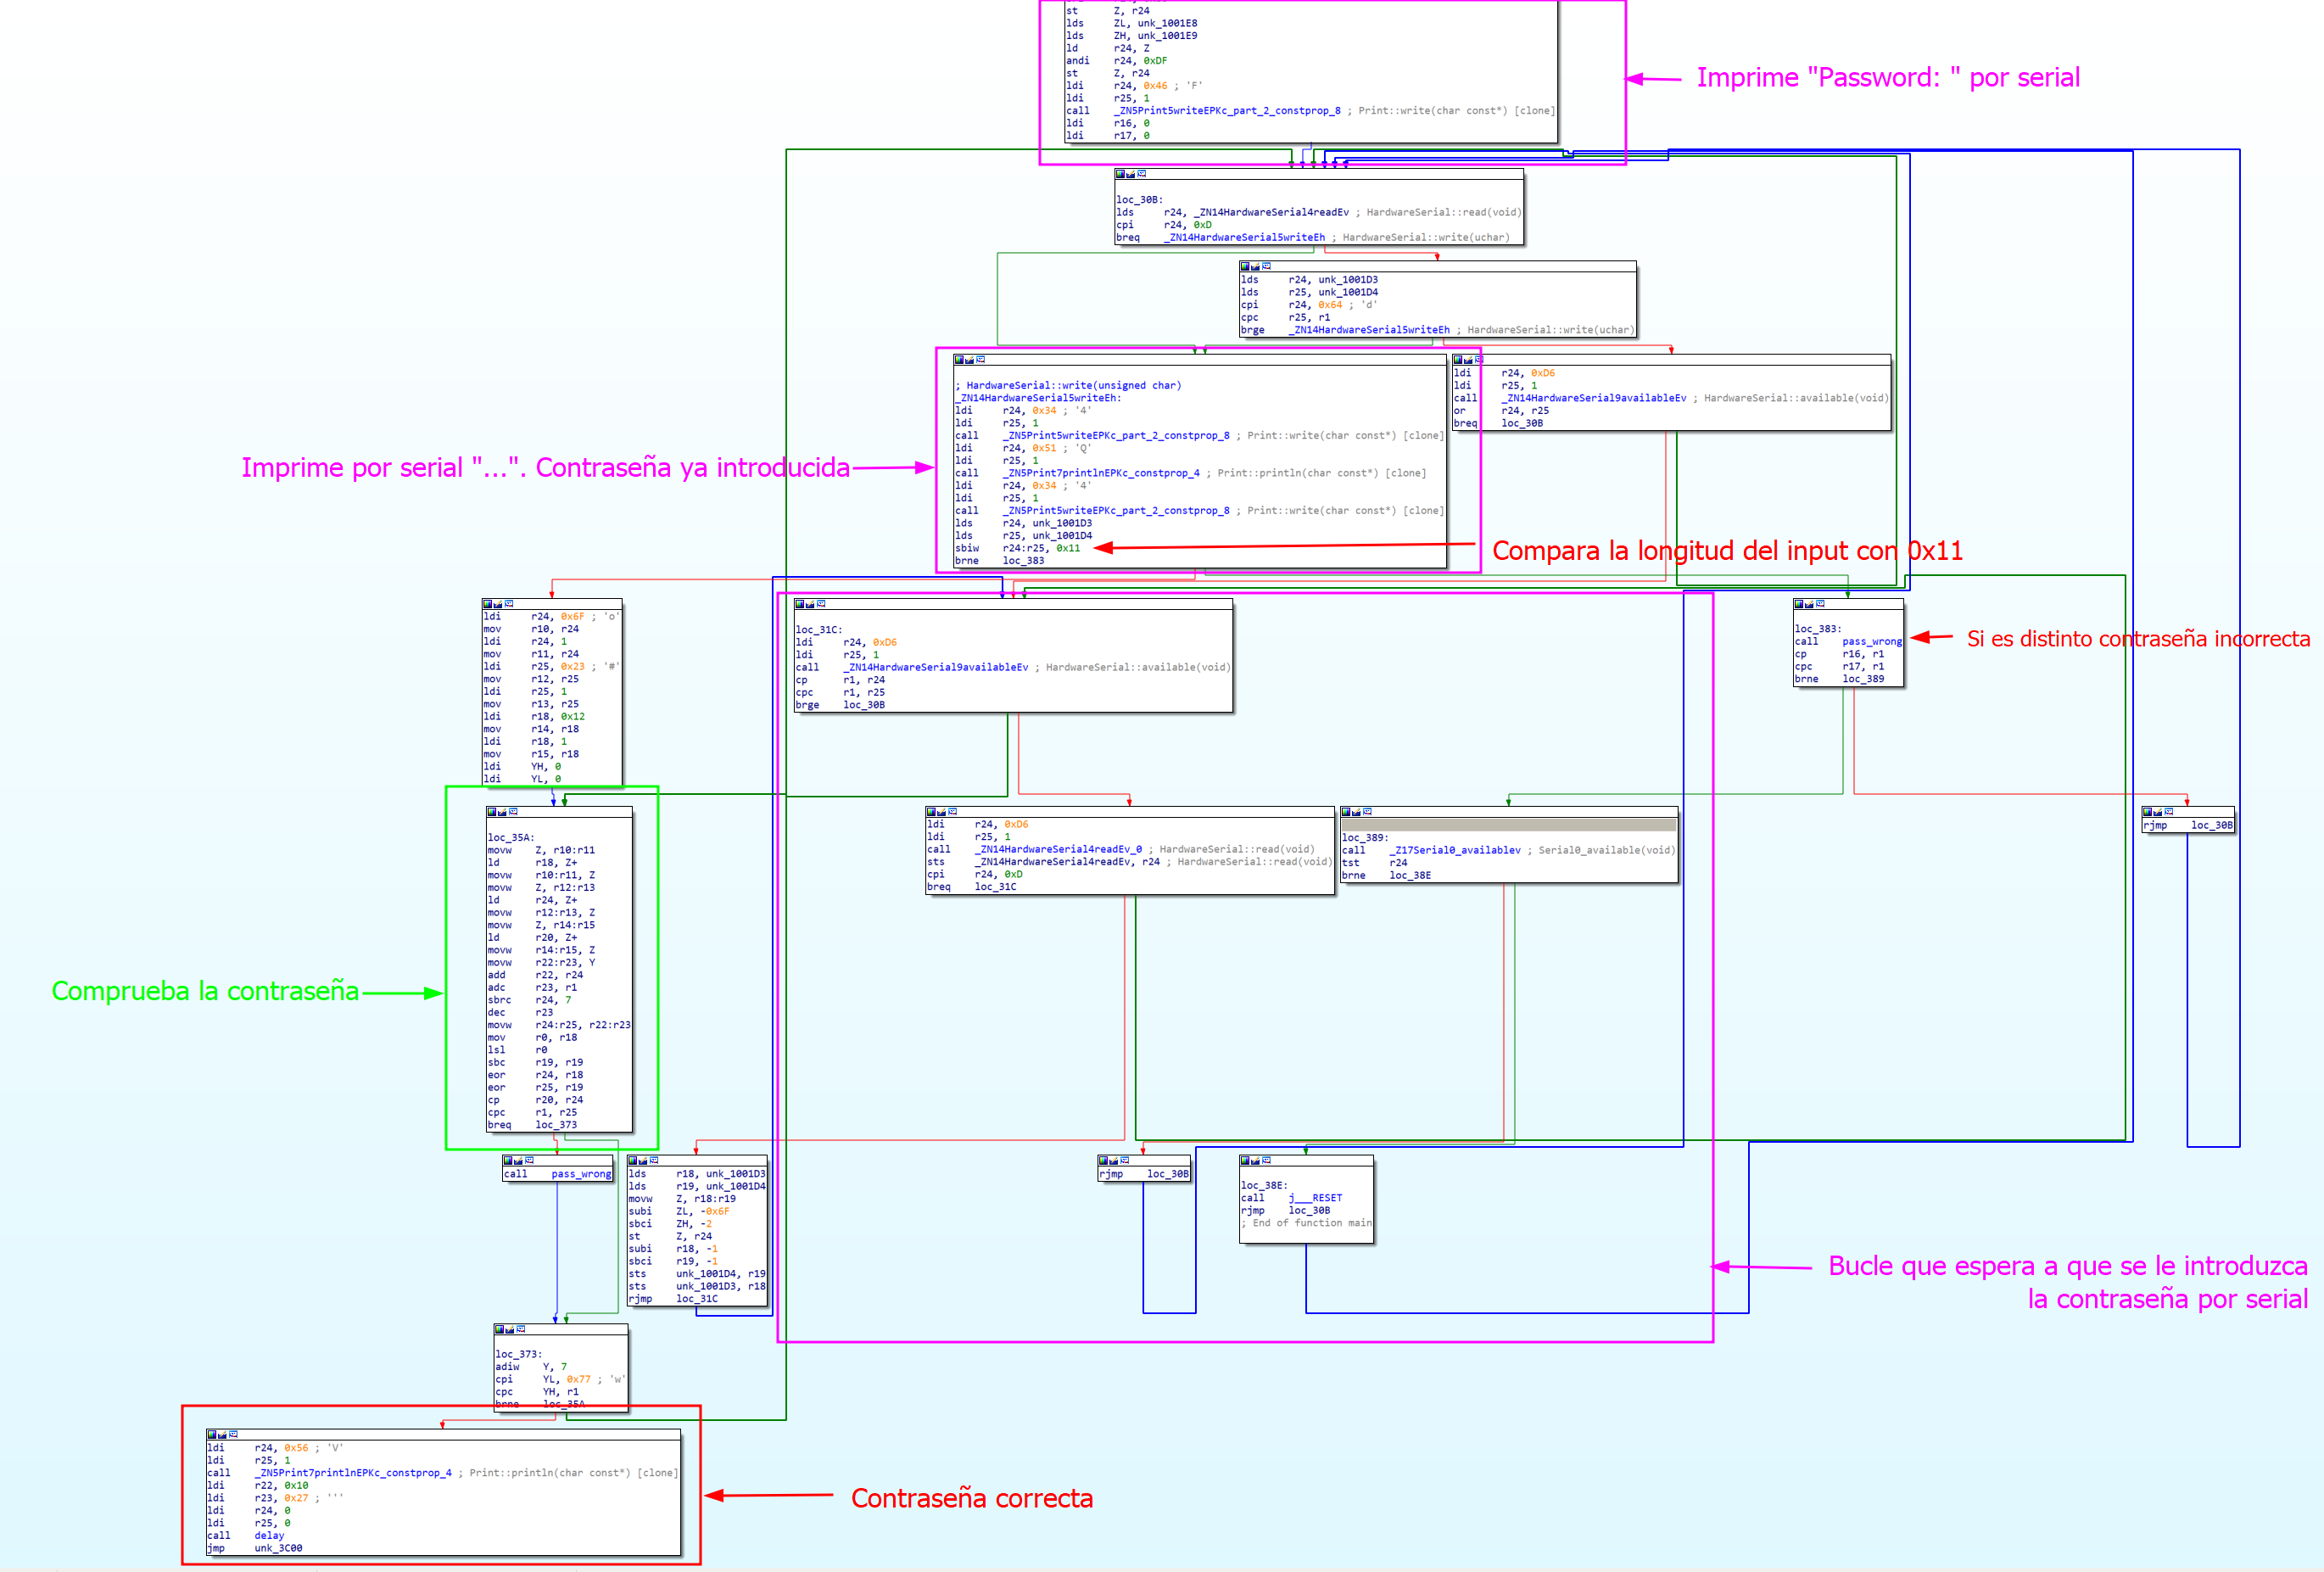 st Z, r24
lds ZL, unk_1001E8
lds ZH, unk_1001E9
ld r24, Z
andi r24, 0xDF
st Z, r24
ldi r24, 0x46 ; 'F'
ldi r25, 1
call _ZN5Print5writeEPKc_part_2_constprop_8 ; Print::write(char const*) [clone]
ldi r16, 0
ldi r17, 0
Imprime "Password: " por serial
loc_30B:
lds r24, _ZN14HardwareSerial4readEv ; HardwareSerial::read(void)
cpi r24, 0xD
breq _ZN14HardwareSerial5writeEh ; HardwareSerial::write(uchar)
lds r24, unk_1001D3
lds r25, unk_1001D4
cpi r24, 0x64 ; 'd'
cpc r25, r1
brge _ZN14HardwareSerial5writeEh ; HardwareSerial::write(uchar)
; HardwareSerial::write(unsigned char)
_ZN14HardwareSerial5writeEh:
ldi r24, 0x34 ; '4'
ldi r25, 1
call _ZN5Print5writeEPKc_part_2_constprop_8 ; Print::write(char const*) [clone]
ldi r24, 0x51 ; 'Q'
ldi r25, 1
call _ZN5Print7printlnEPKc_constprop_4 ; Print::println(char const*) [clone]
ldi r24, 0x34 ; '4'
ldi r25, 1
call _ZN5Print5writeEPKc_part_2_constprop_8 ; Print::write(char const*) [clone]
lds r24, unk_1001D3
lds r25, unk_1001D4
sbiw r24:r25, 0x11
brne loc_383
ldi r24, 0xD6
ldi r25, 1
call _ZN14HardwareSerial9availableEv ; HardwareSerial::available(void)
or r24, r25
breq loc_30B
Imprime por serial "...". Contraseña ya introducida
Compara la longitud del input con 0x11
ldi r24, 0x6F ; 'o'
mov r10, r24
ldi r24, 1
mov r11, r24
ldi r25, 0x23 ; '#'
mov r12, r25
ldi r25, 1
mov r13, r25
ldi r18, 0x12
mov r14, r18
ldi r18, 1
mov r15, r18
ldi YH, 0
ldi YL, 0
loc_31C:
ldi r24, 0xD6
ldi r25, 1
call _ZN14HardwareSerial9availableEv ; HardwareSerial::available(void)
cp r1, r24
cpc r1, r25
brge loc_30B
loc_383:
call pass_wrong
cp r16, r1
cpc r17, r1
brne loc_389
Si es distinto contraseña incorrecta
loc_35A:
movw Z, r10:r11
ld r18, Z+
movw r10:r11, Z
movw Z, r12:r13
ld r24, Z+
movw r12:r13, Z
movw Z, r14:r15
ld r20, Z+
movw r14:r15, Z
movw r22:r23, Y
add r22, r24
adc r23, r1
sbrc r24, 7
dec r23
movw r24:r25, r22:r23
mov r0, r18
lsl r0
sbc r19, r19
eor r24, r18
eor r25, r19
cp r20, r24
cpc r1, r25
breq loc_373
Comprueba la contraseña
ldi r24, 0xD6
ldi r25, 1
call _ZN14HardwareSerial4readEv_0 ; HardwareSerial::read(void)
sts _ZN14HardwareSerial4readEv, r24 ; HardwareSerial::read(void)
cpi r24, 0xD
breq loc_31C
loc_389:
call _Z17Serial0_availablev ; Serial0_available(void)
tst r24
brne loc_38E
rjmp loc_30B
call pass_wrong
lds r18, unk_1001D3
lds r19, unk_1001D4
movw Z, r18:r19
subi ZL, -0x6F
sbci ZH, -2
st Z, r24
subi r18, -1
sbci r19, -1
sts unk_1001D4, r19
sts unk_1001D3, r18
rjmp loc_31C
rjmp loc_30B
loc_38E:
call j___RESET
rjmp loc_30B
; End of function main
Bucle que espera a que se le introduzca
la contraseña por serial
loc_373:
adiw Y, 7
cpi YL, 0x77 ; 'w'
cpc YH, r1
brne loc_35A
ldi r24, 0x56 ; 'V'
ldi r25, 1
call _ZN5Print7printlnEPKc_constprop_4 ; Print::println(char const*) [clone]
ldi r22, 0x10
ldi r23, 0x27 ; '''
ldi r24, 0
ldi r25, 0
call delay
jmp unk_3C00
Contraseña correcta